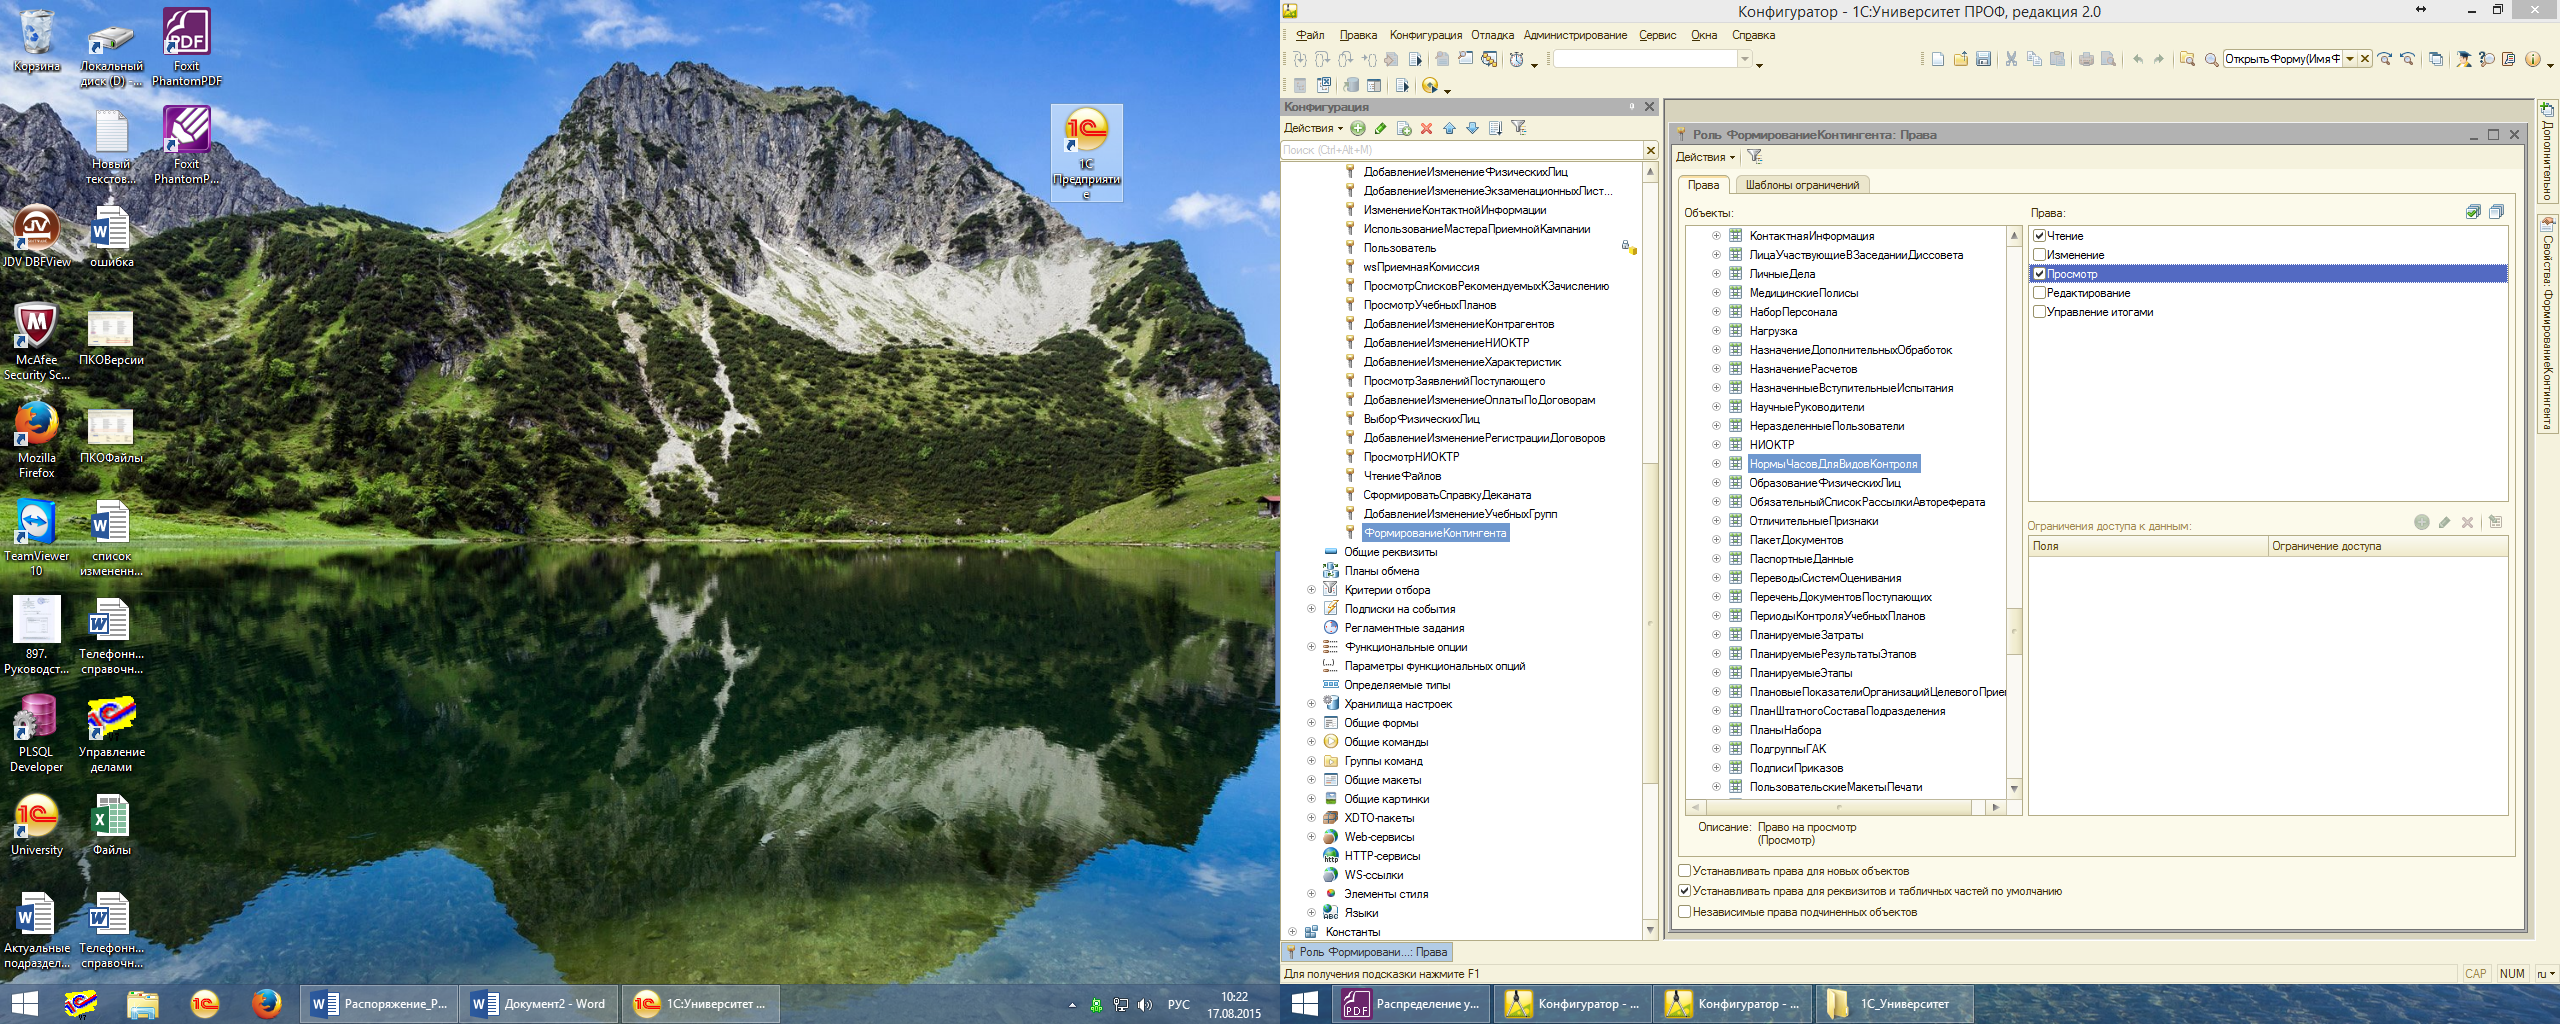 Корзина
Локальный
диск (D) -...
Foxit
PhantomPDF
Новый
текстов...
Foxit
PhantomP...
JDV DBFView
ошибка
McAfee
Security Sc...
ПКОВерсии
Mozilla
Firefox
ПКОФайлы
TeamViewer
10
список
измененн...
897.
Руководст...
Телефонн...
справочн...
PLSQL
Developer
Управление
делами
University
Файлы
Актуальные
подраздел...
Телефонн...
справочн...
1С
Предприяти
е
Распоряжение_Р...
Документ2 - Word
1С:Университет ...
РУС
10:22
17.08.2015
Конфигуратор - 1С:Университет ПРОФ, редакция 2.0
Файл Правка Конфигурация Отладка Администрирование Сервис Окна Справка
ОткрытьФорму(ИмяФ
Конфигурация
Действия
Поиск (Ctrl+Alt+M)
ДобавлениеИзменениеФизическихЛиц
ДобавлениеИзменениеЭкзаменационныхЛист...
ИзменениеКонтактнойИнформации
ИспользованиеМастераПриемнойКампании
Пользователь
wsПриемнаяКомиссия
ПросмотрСписковРекомендуемыхКЗачислению
ПросмотрУчебныхПланов
ДобавлениеИзменениеКонтрагентов
ДобавлениеИзменениеНИОКТР
ДобавлениеИзменениеХарактеристик
ПросмотрЗаявленийПоступающего
ДобавлениеИзменениеОплатыПоДоговорам
ВыборФизическихЛиц
ДобавлениеИзменениеРегистрацииДоговоров
ПросмотрНИОКТР
ЧтениеФайлов
СформироватьСправкуДеканата
ДобавлениеИзменениеУчебныхГрупп
ФормированиеКонтингента
Общие реквизиты
Планы обмена
Критерии отбора
Подписки на события
Регламентные задания
Функциональные опции
Параметры функциональных опций
Определяемые типы
Хранилища настроек
Общие формы
Общие команды
Группы команд
Общие макеты
Общие картинки
XDTO-пакеты
Web-сервисы
HTTP-сервисы
WS-ссылки
Элементы стиля
Языки
Константы
Роль ФормированиеКонтингента: Права
Действия
Права
Шаблоны ограничений
Объекты:
КонтактнаяИнформация
ЛицаУчаствующиеВЗаседанииДиссовета
ЛичныеДела
МедицинскиеПолисы
НаборПерсонала
Нагрузка
НазначениеДополнительныхОбработок
НазначениеРасчетов
НазначенныеВступительныеИспытания
НаучныеРуководители
НеразделенныеПользователи
НИОКТР
НормыЧасовДляВидовКонтроля
ОбразованиеФизическихЛиц
ОбязательныйСписокРассылкиАвтореферата
ОтличительныеПризнаки
ПакетДокументов
ПаспортныеДанные
ПереводыСистемОценивания
ПереченьДокументовПоступающих
ПериодыКонтроляУчебныхПланов
ПланируемыеЗатраты
ПланируемыеРезультатыЭтапов
ПланируемыеЭтапы
ПлановыеПоказателиОрганизацийЦелевогоПрие
ПланШтатногоСоставаПодразделения
ПланыНабора
ПодгруппыГАК
ПодписиПриказов
ПользовательскиеМакетыПечати
Права:
Чтение
Изменение
Просмотр
Редактирование
Управление итогами
Ограничения доступа к данным:
Поля
Ограничение доступа
Описание: Право на просмотр
(Просмотр)
Устанавливать права для новых объектов
Устанавливать права для реквизитов и табличных частей по умолчанию
Независимые права подчиненных объектов
Дополнительно
Свойства: ФормированиеКонтингента
Роль Формировани...: Права
Для получения подсказки нажмите F1
CAP
NUM
ru
Распределение у...
Конфигуратор - ...
Конфигуратор - ...
1С_Университет